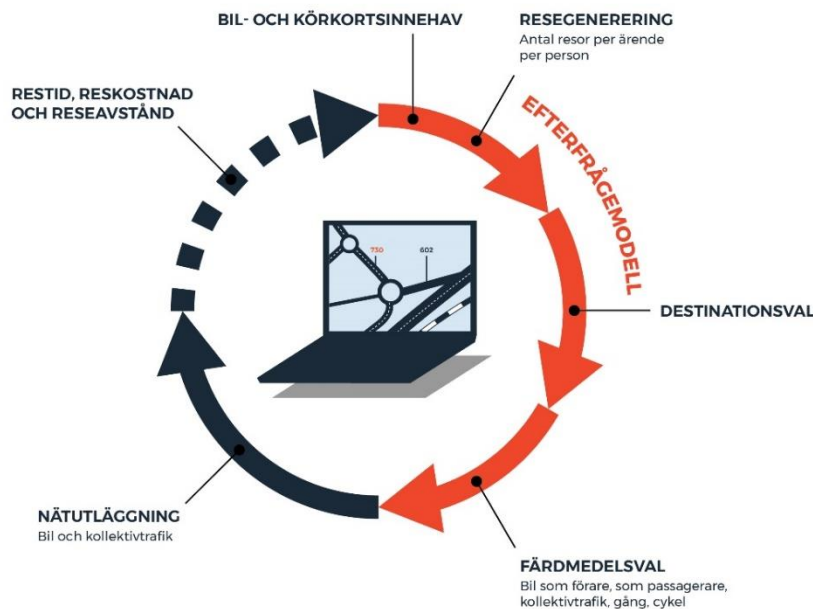 BIL- OCH KÖRKORTSINNEHAV
RESEGENERERING
Antal resor per ärende
per person
RESTID, RESKOSTNAD
OCH RESEAVSTÅND
EFTERFRÅGEMODELL
730
602
DESTINATIONSVAL
NÄTUTLÄGGNING
Bil och kollektivtrafik
FÄRDMEDELSVAL
Bil som förare, som passagerare,
kollektivtrafik, gång, cykel